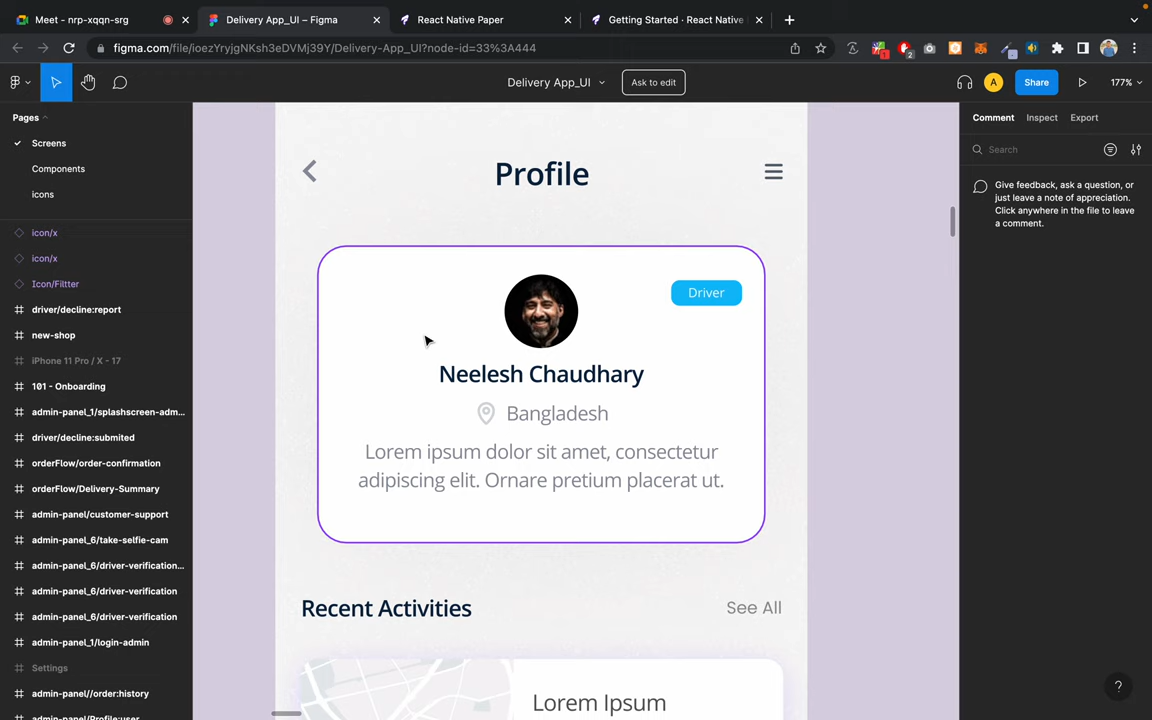 Meet - nrp-xqqn-srg
Delivery App_UI – Figma
React Native Paper
Getting Started · React Native
figma.com/file/ioezYryjgNKsh3eDVMj39Y/Delivery-App_UI?node-id=33%3A444
Delivery App_UI
Ask to edit
A
Share
177%
Pages
Screens
Components
icons
icon/x
icon/x
Icon/Filtter
driver/decline:report
new-shop
iPhone 11 Pro / X - 17
101 - Onboarding
admin-panel_1/splashscreen-adm...
driver/decline:submited
orderFlow/order-confirmation
orderFlow/Delivery-Summary
admin-panel/customer-support
admin-panel_6/take-selfie-cam
admin-panel_6/driver-verification...
admin-panel_6/driver-verification
admin-panel_6/driver-verification
admin-panel_1/login-admin
Settings
admin-panel//order:history
admin-panel/Profile:user
Profile
Driver
Neelesh Chaudhary
Bangladesh
Lorem ipsum dolor sit amet, consectetur
adipiscing elit. Ornare pretium placerat ut.
Recent Activities
See All
Lorem Ipsum
Comment
Inspect
Export
Search
Give feedback, ask a question, or
just leave a note of appreciation.
Click anywhere in the file to leave
a comment.
?